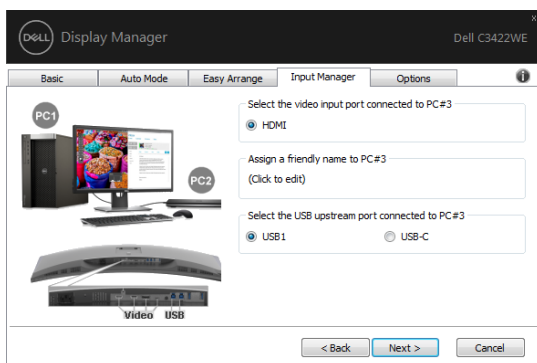 DELL Display Manager
x
Dell C3422WE
Basic Auto Mode Easy Arrange Input Manager Options
PC1
PC2
Video USB
Select the video input port connected to PC#3
HDMI
Assign a friendly name to PC#3
(Click to edit)
Select the USB upstream port connected to PC#3
USB1 USB-C
< Back Next > Cancel